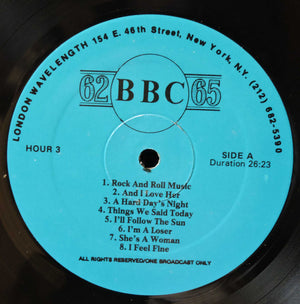 LONDON WAVELENGTH 154 E. 46th Street, New York, N.Y. (212) 682-5390
62 BBC 65
HOUR 3
SIDE A
Duration 26:23
1. Rock And Roll Music
2. And I Love Her
3. A Hard Day's Night
4. Things We Said Today
5. I'll Follow The Sun
6. I'm A Loser
7. She's A Woman
8. I Feel Fine
ALL RIGHTS RESERVED/ONE BROADCAST ONLY